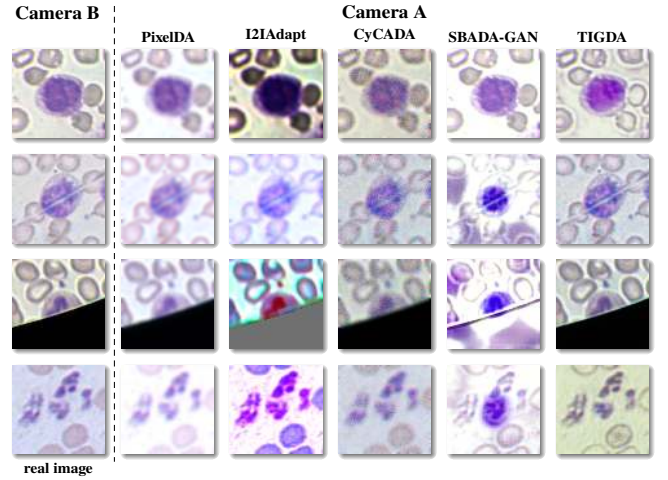 Camera B
Camera A
PixelDA I2IAdapt CyCADA SBADA-GAN TIGDA
real image